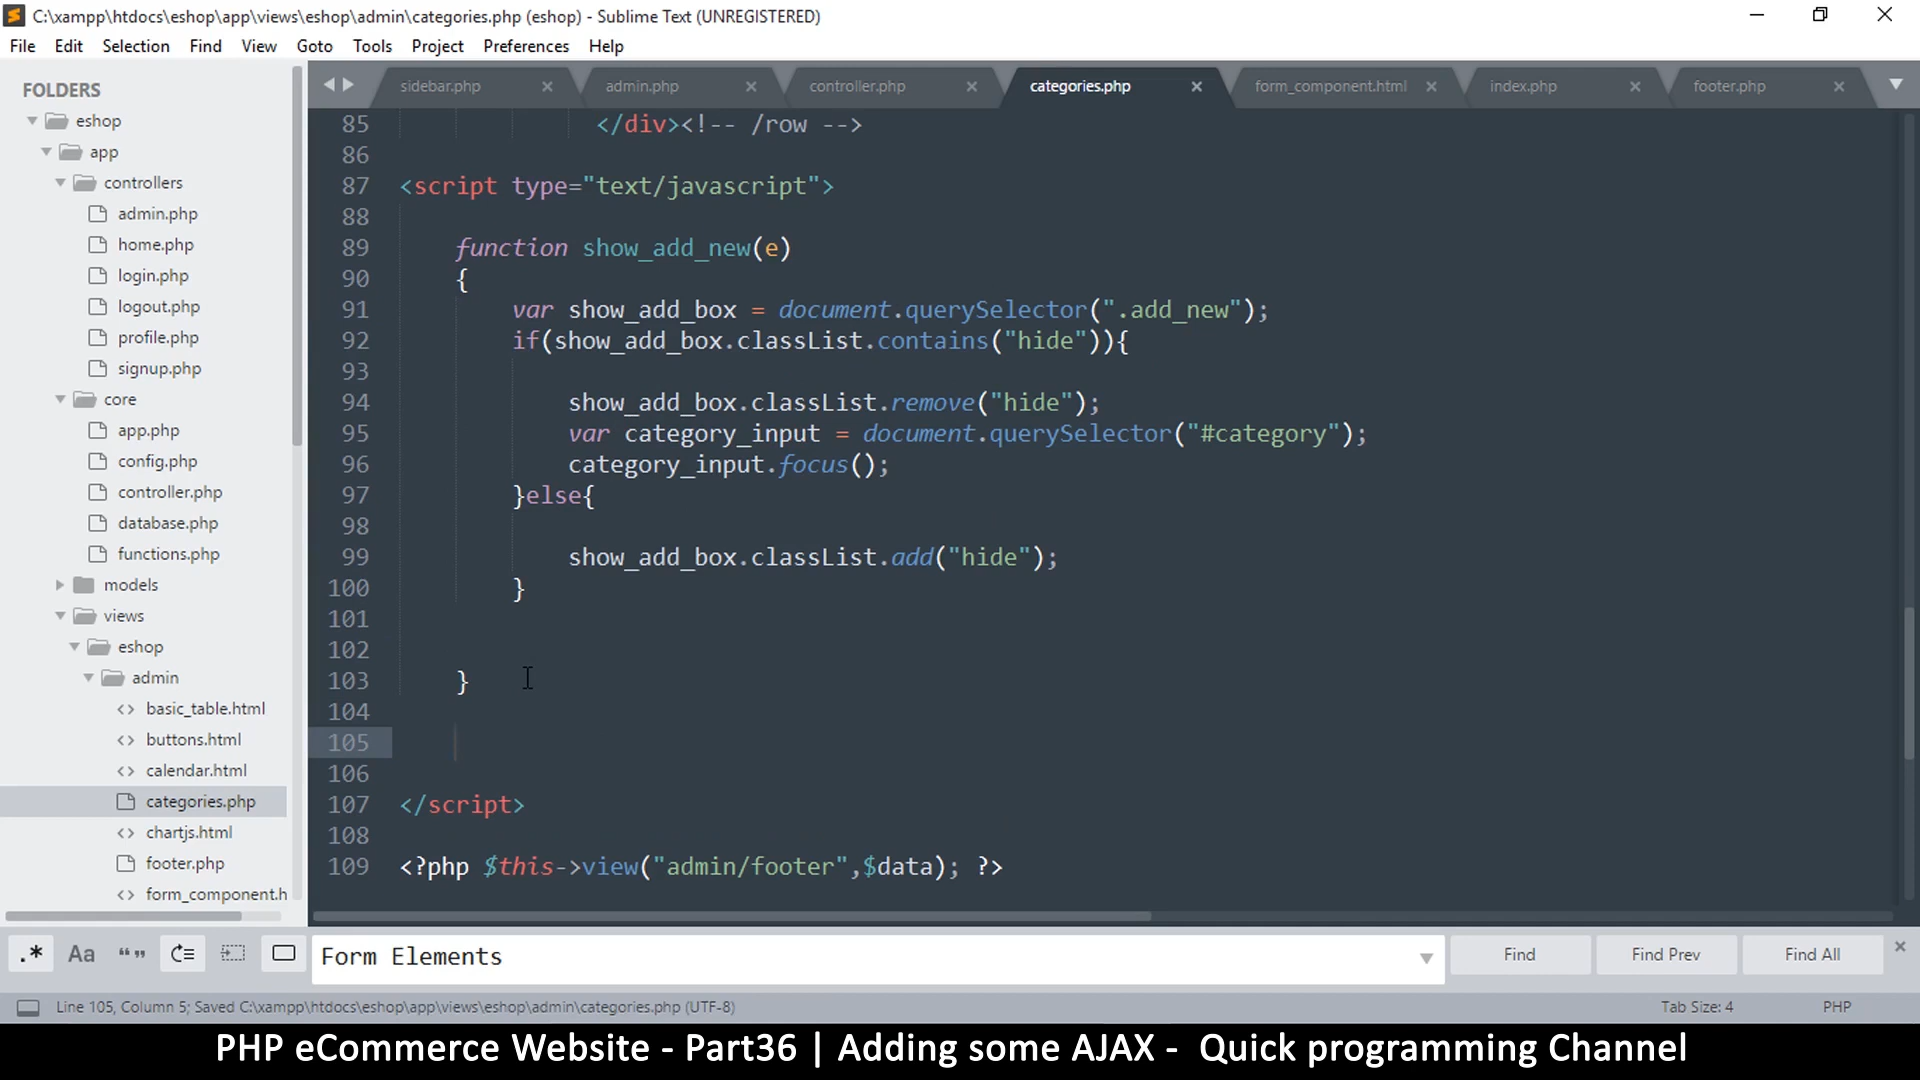 C:\xampp\htdocs\eshop\app\views\eshop\admin\categories.php (eshop) - Sublime Text (UNREGISTERED)
File Edit Selection Find View Goto Tools Project Preferences Help
FOLDERS
eshop
app
controllers
admin.php
home.php
login.php
logout.php
profile.php
signup.php
core
app.php
config.php
controller.php
database.php
functions.php
models
views
eshop
admin
basic_table.html
buttons.html
calendar.html
categories.php
chartjs.html
footer.php
form_component.h
sidebar.php admin.php controller.php categories.php form_component.html index.php footer.php
85 </div><!-- /row -->
86
87 <script type="text/javascript">
88
89 function show_add_new(e)
90 {
91 var show_add_box = document.querySelector(".add_new");
92 if(show_add_box.classList.contains("hide")){
93
94 show_add_box.classList.remove("hide");
95 var category_input = document.querySelector("#category");
96 category_input.focus();
97 }else{
98
99 show_add_box.classList.add("hide");
100 }
101
102
103 }
104
105
106
107 </script>
108
109 <?php $this->view("admin/footer",$data); ?>
.* Aa “” Form Elements Find Find Prev Find All
Line 105, Column 5; Saved C:\xampp\htdocs\eshop\app\views\eshop\admin\categories.php (UTF-8) Tab Size: 4 PHP
PHP eCommerce Website - Part36 | Adding some AJAX - Quick programming Channel